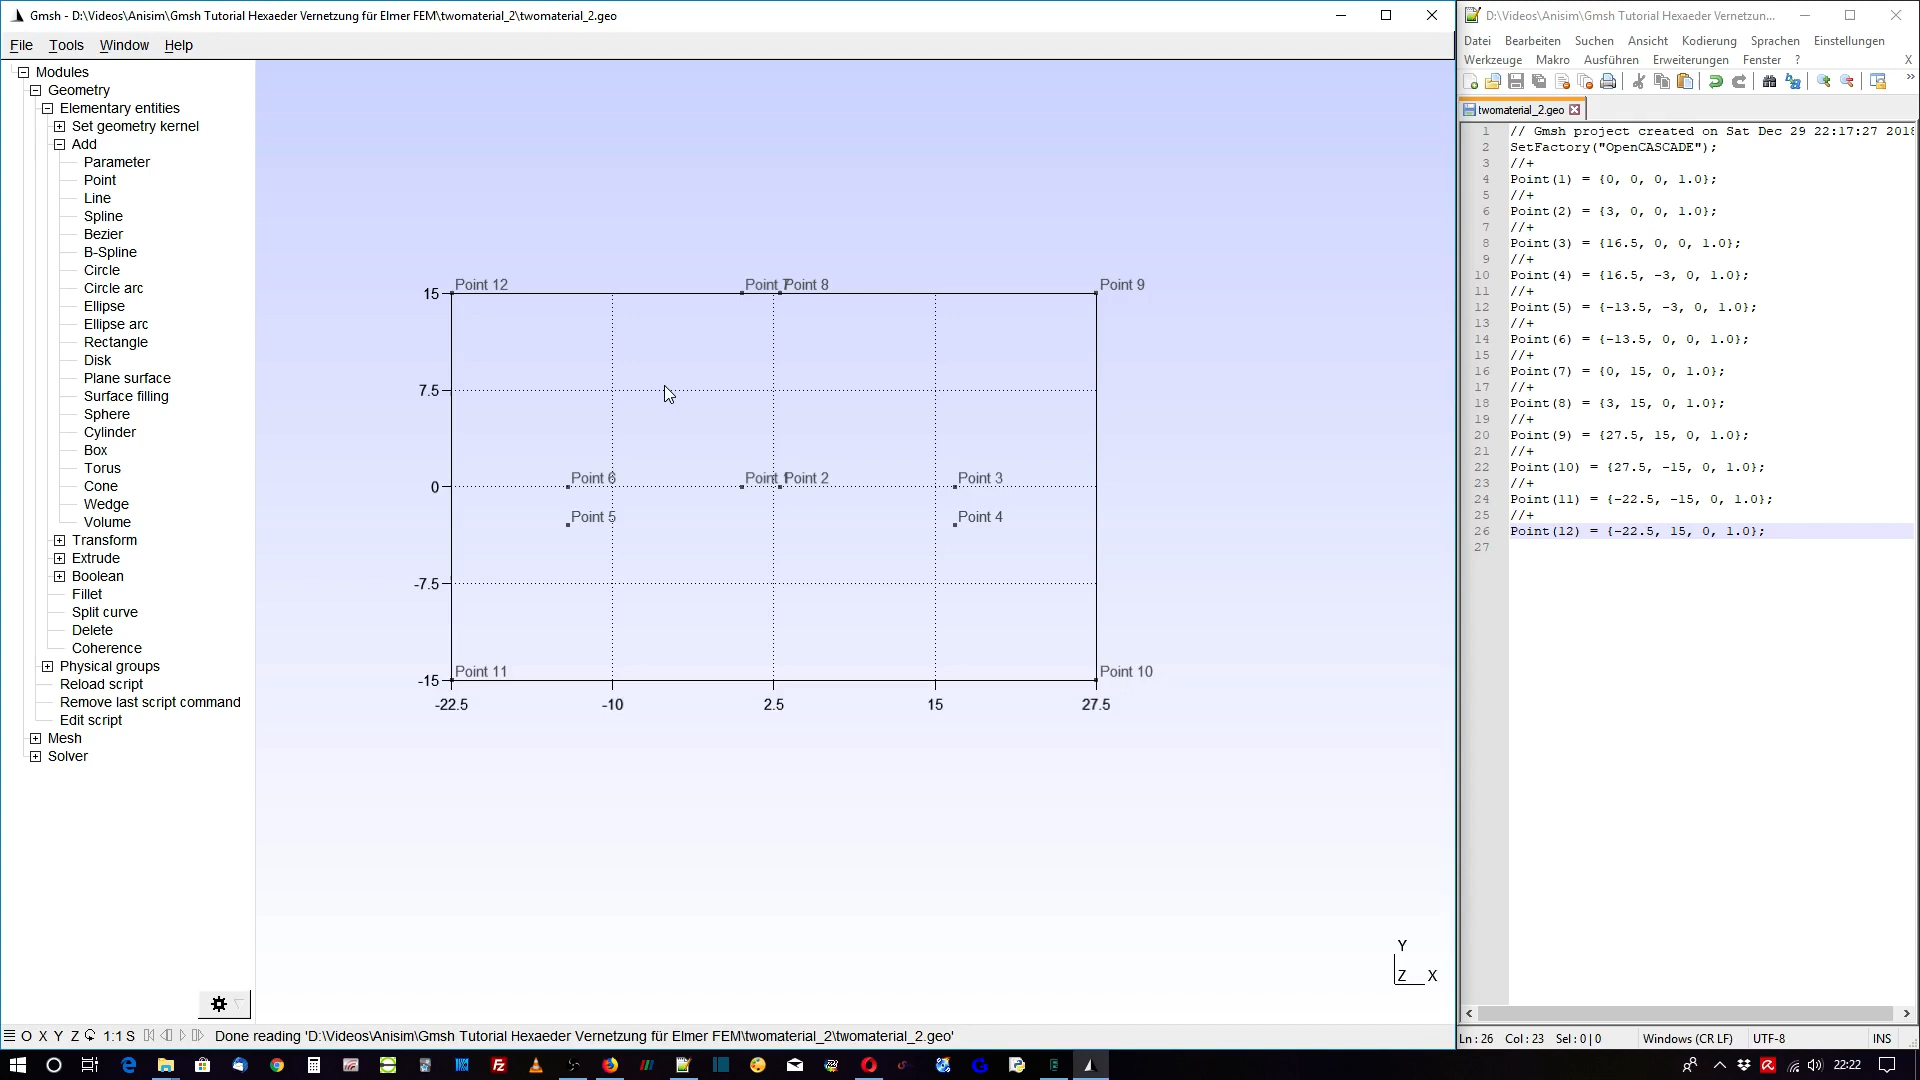 Gmsh - D:\Videos\Anisim\Gmsh Tutorial Hexaeder Vernetzung für Elmer FEM\twomaterial_2\twomaterial_2.geo
File Tools Window Help
Modules
Geometry
Elementary entities
Set geometry kernel
Add
Parameter
Point
Line
Spline
Bezier
B-Spline
Circle
Circle arc
Ellipse
Ellipse arc
Rectangle
Disk
Plane surface
Surface filling
Sphere
Cylinder
Box
Torus
Cone
Wedge
Volume
Transform
Extrude
Boolean
Fillet
Split curve
Delete
Coherence
Physical groups
Reload script
Remove last script command
Edit script
Mesh
Solver
Point 12 Point 7 Point 8 Point 9
15
7.5
Point 6 Point 1 Point 2 Point 3
0
Point 5 Point 4
-7.5
Point 11 Point 10
-15
-22.5 -10 2.5 15 27.5
Y
Z X
O X Y Z 1:1 S Done reading 'D:\Videos\Anisim\Gmsh Tutorial Hexaeder Vernetzung für Elmer FEM\twomaterial_2\twomaterial_2.geo'
D:\Videos\Anisim\Gmsh Tutorial Hexaeder Vernetzun...
Datei Bearbeiten Suchen Ansicht Kodierung Sprachen Einstellungen
Werkzeuge Makro Ausführen Erweiterungen Fenster ? X
twomaterial_2.geo
1 // Gmsh project created on Sat Dec 29 22:17:27 2018
2 SetFactory("OpenCASCADE");
3 //+
4 Point(1) = {0, 0, 0, 1.0};
5 //+
6 Point(2) = {3, 0, 0, 1.0};
7 //+
8 Point(3) = {16.5, 0, 0, 1.0};
9 //+
10 Point(4) = {16.5, -3, 0, 1.0};
11 //+
12 Point(5) = {-13.5, -3, 0, 1.0};
13 //+
14 Point(6) = {-13.5, 0, 0, 1.0};
15 //+
16 Point(7) = {0, 15, 0, 1.0};
17 //+
18 Point(8) = {3, 15, 0, 1.0};
19 //+
20 Point(9) = {27.5, 15, 0, 1.0};
21 //+
22 Point(10) = {27.5, -15, 0, 1.0};
23 //+
24 Point(11) = {-22.5, -15, 0, 1.0};
25 //+
26 Point(12) = {-22.5, 15, 0, 1.0};
27
Ln : 26 Col : 23 Sel : 0 | 0 Windows (CR LF) UTF-8 INS
22:22